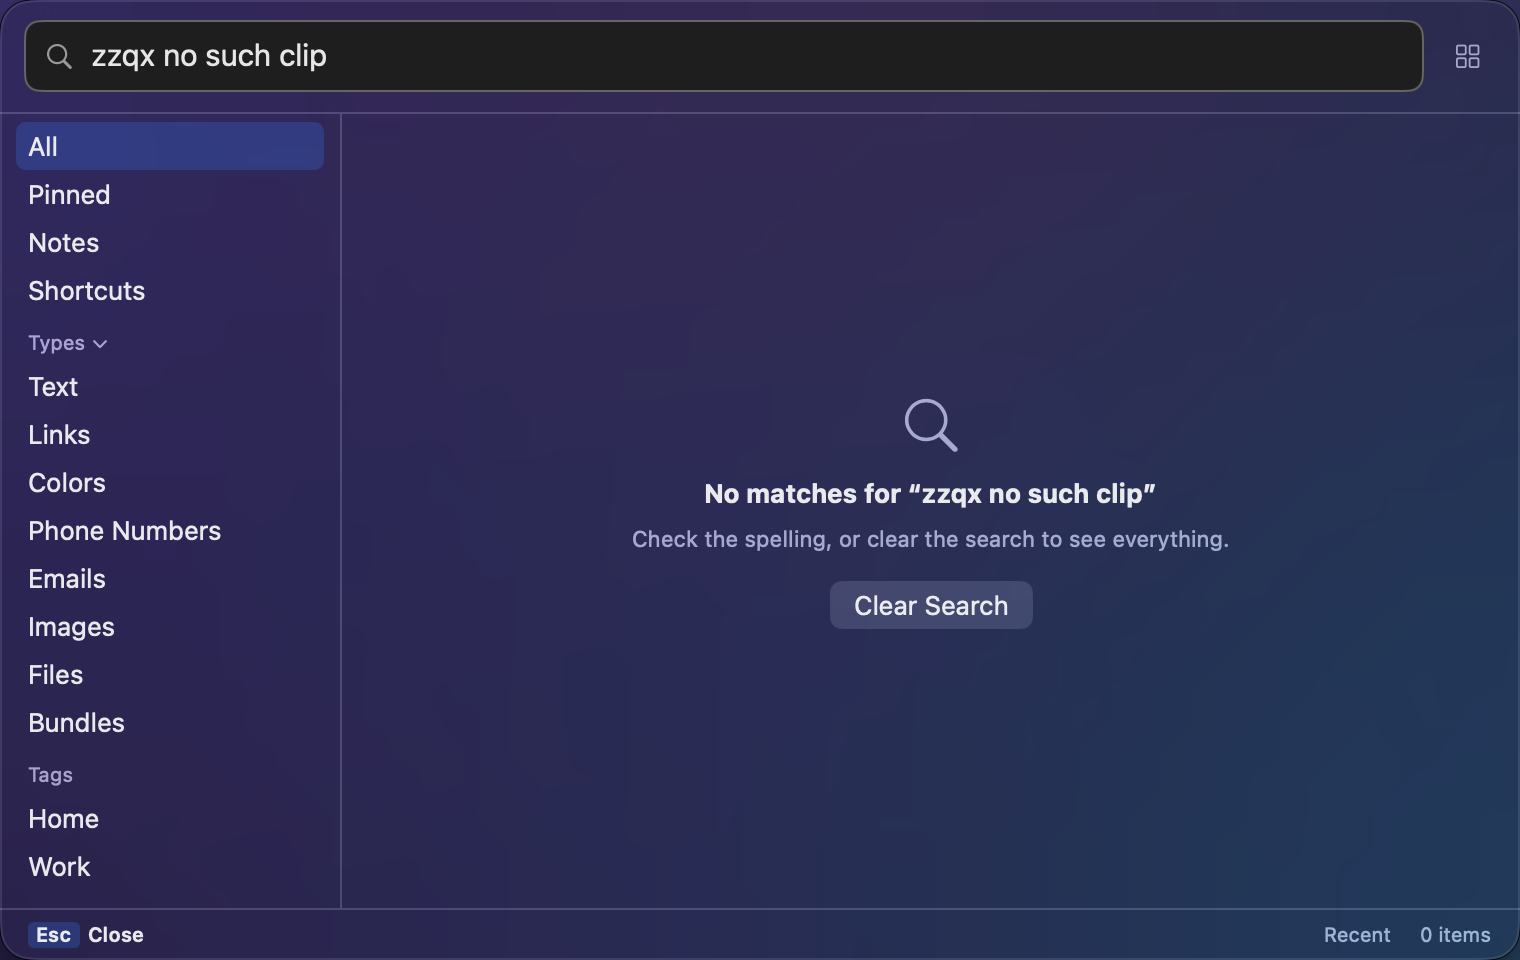 zzqx no such clip
All
Pinned
Notes
Shortcuts
Types
Text
Links
Colors
Phone Numbers
Emails
Images
Files
Bundles
Tags
Home
Work
No matches for “zzqx no such clip”
Check the spelling, or clear the search to see everything.
Clear Search
Esc Close
Recent 0 items